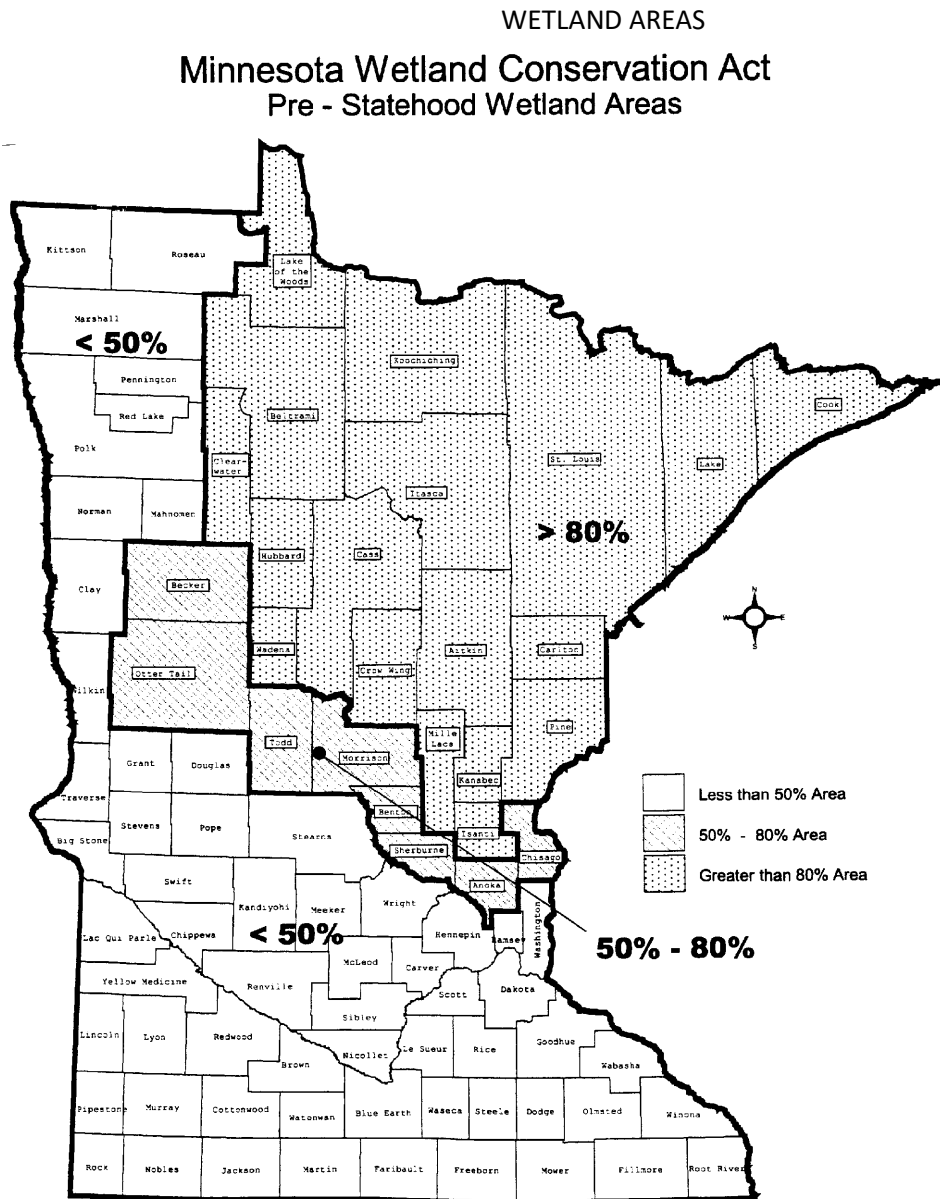 WETLAND AREAS
Minnesota Wetland Conservation Act
Pre - Statehood Wetland Areas
Kittson
Roseau
Lake
of the
Woods
Marshall
< 50%
Koochiching
Pennington
Red Lake
Beltrami
Cook
Polk
Clear-
water
St. Louis
Lake
Itasca
Norman
Mahnomen
> 80%
Hubbard
Cass
Becker
Clay
N
W
E
S
Wadena
Aitkin
Carlton
Otter Tail
Crow Wing
Wilkin
Pine
Todd
Mille
Lacs
Morrison
Grant
Douglas
Kanabec
Less than 50% Area
Traverse
Benton
Stevens
Pope
Stearns
Isanti
50% - 80% Area
Big Stone
Sherburne
Chisago
Greater than 80% Area
Swift
Anoka
Kandiyohi
Meeker
Wright
Washington
Lac Qui Parle
Chippewa
< 50%
Hennepin
Ramsey
50% - 80%
McLeod
Carver
Yellow Medicine
Renville
Scott
Dakota
Sibley
Lincoln
Lyon
Redwood
Nicollet
Le Sueur
Rice
Goodhue
Brown
Wabasha
Pipestone
Murray
Cottonwood
Watonwan
Blue Earth
Waseca
Steele
Dodge
Olmsted
Winona
Rock
Nobles
Jackson
Martin
Faribault
Freeborn
Mower
Fillmore
Root River